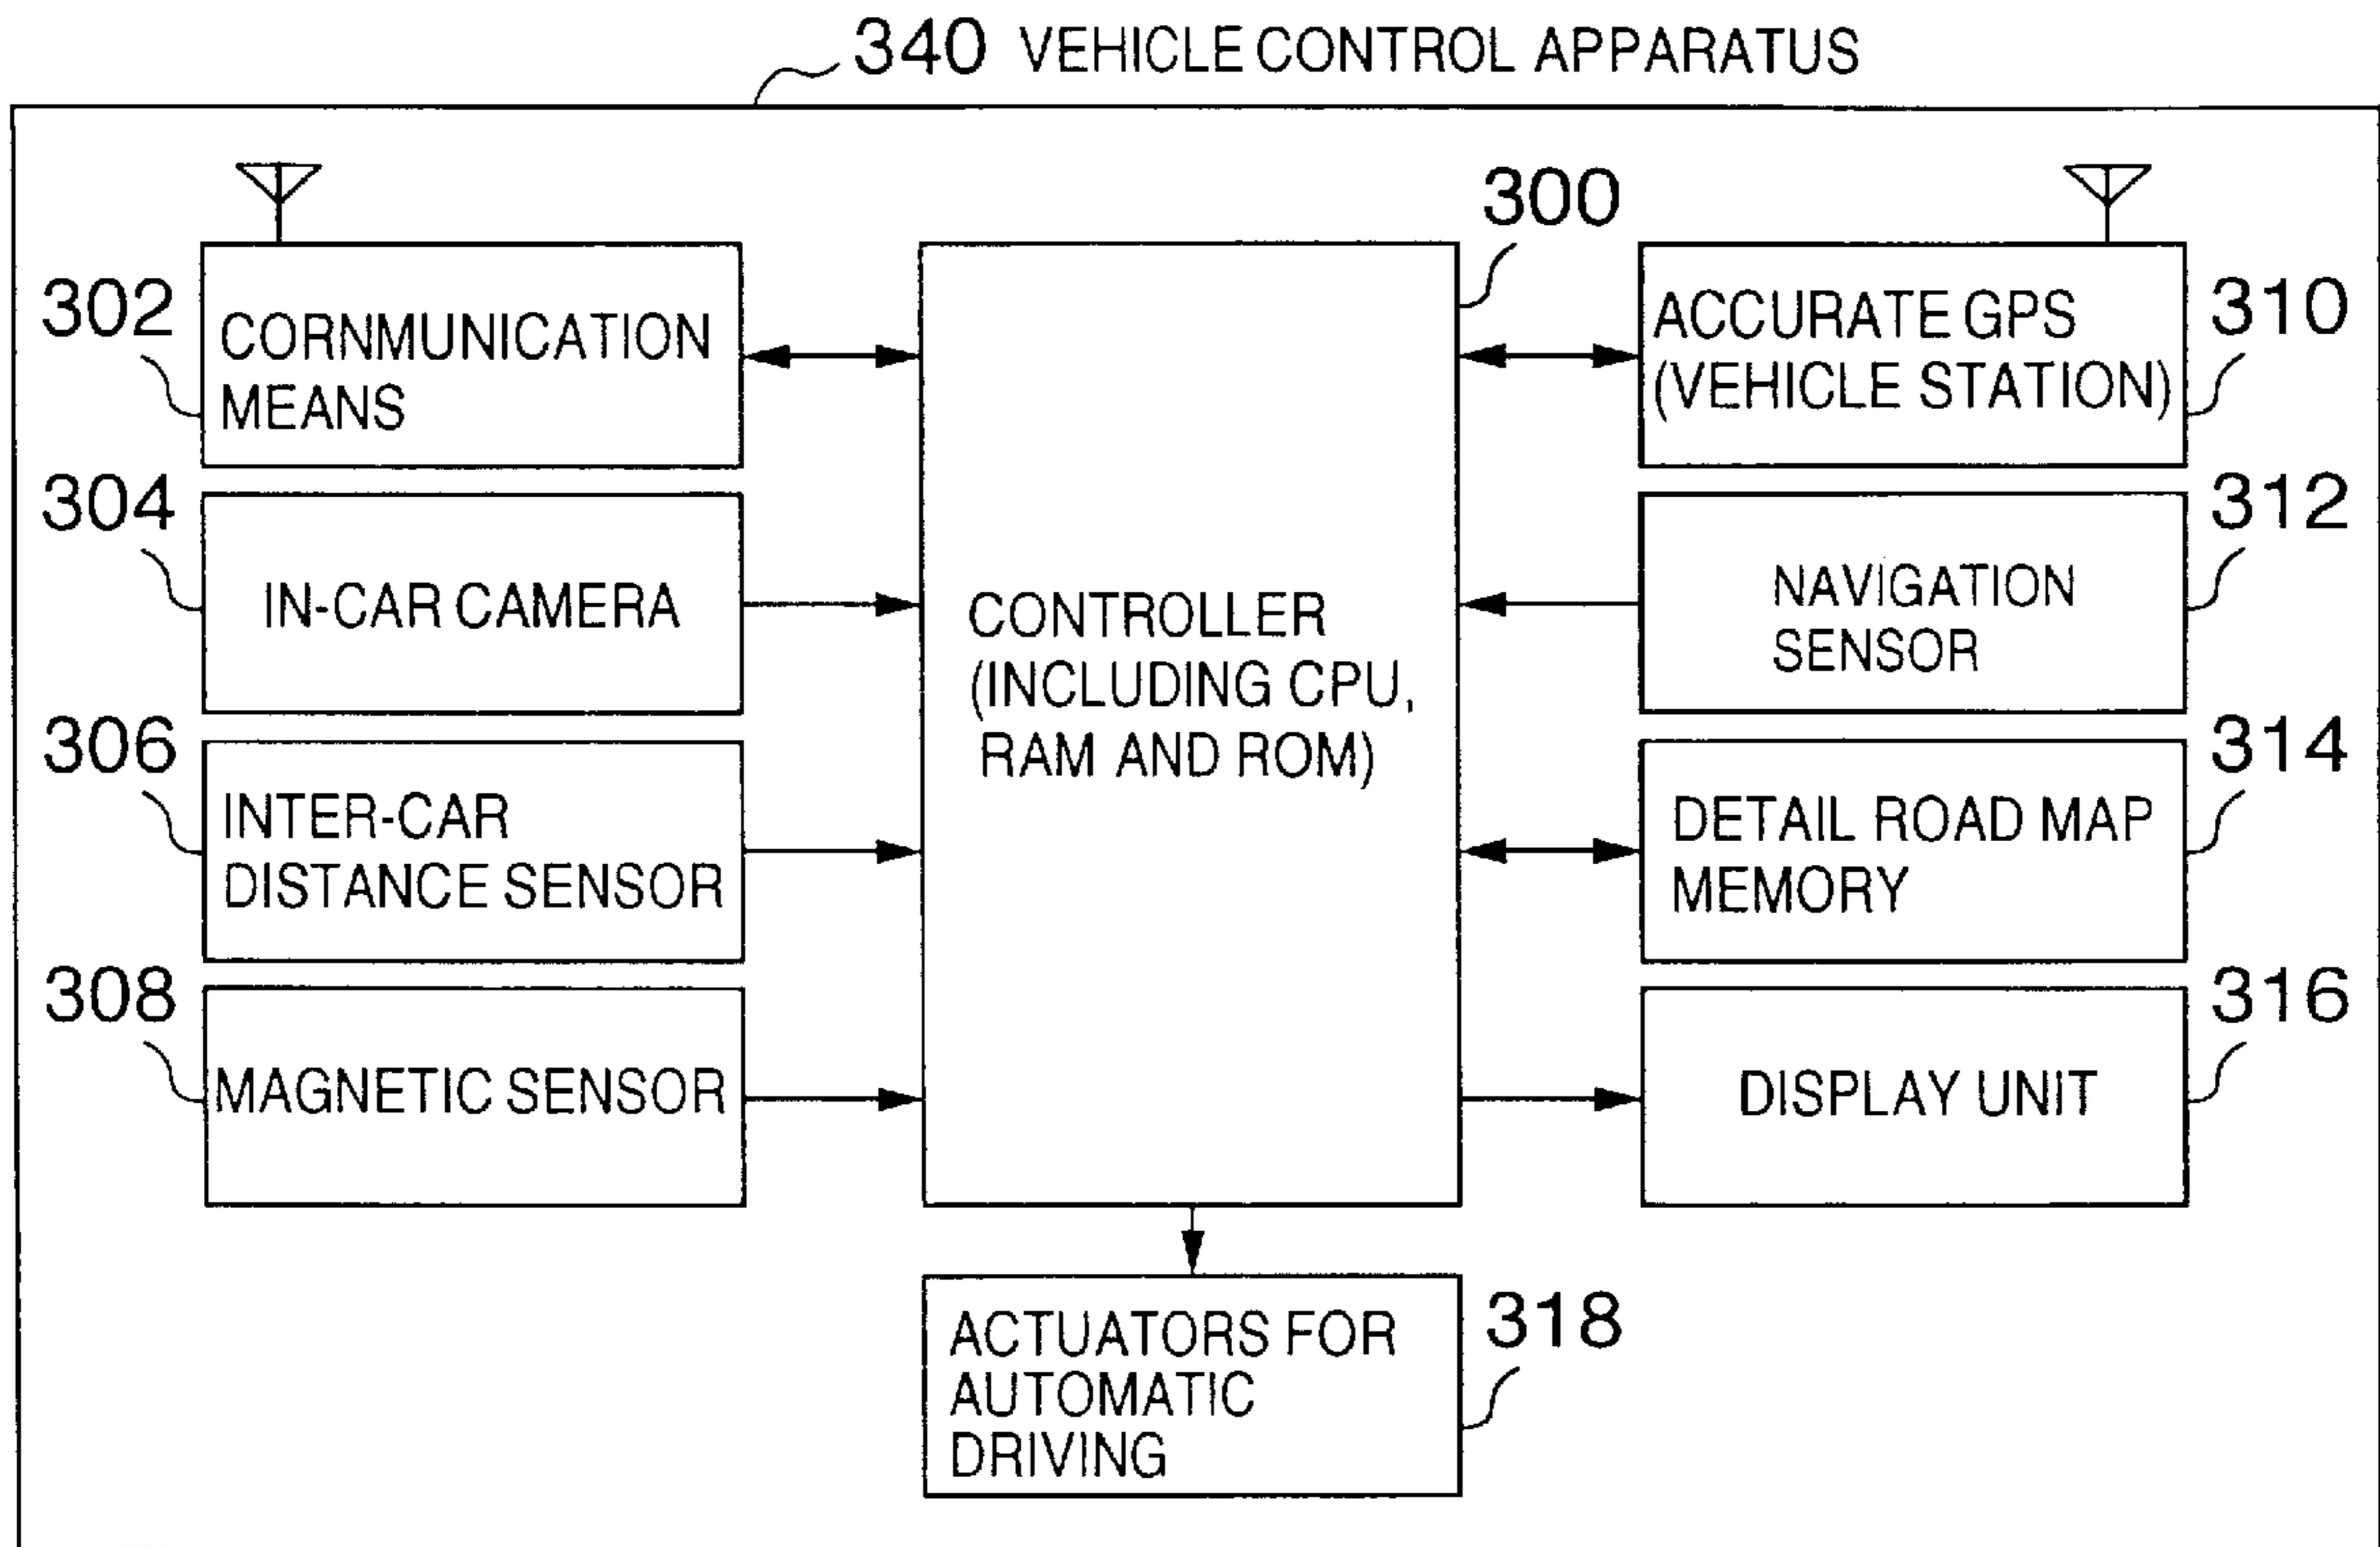 340 VEHICLE CONTROL APPARATUS
300
302
CORNMUNICATION
MEANS
ACCURATE GPS
(VEHICLE STATION)
310
304
IN-CAR CAMERA
CONTROLLER
(INCLUDING CPU,
RAM AND ROM)
312
NAVIGATION
SENSOR
306
INTER-CAR
DISTANCE SENSOR
314
DETAIL ROAD MAP
MEMORY
308
MAGNETIC SENSOR
316
DISPLAY UNIT
ACTUATORS FOR
AUTOMATIC
DRIVING
318